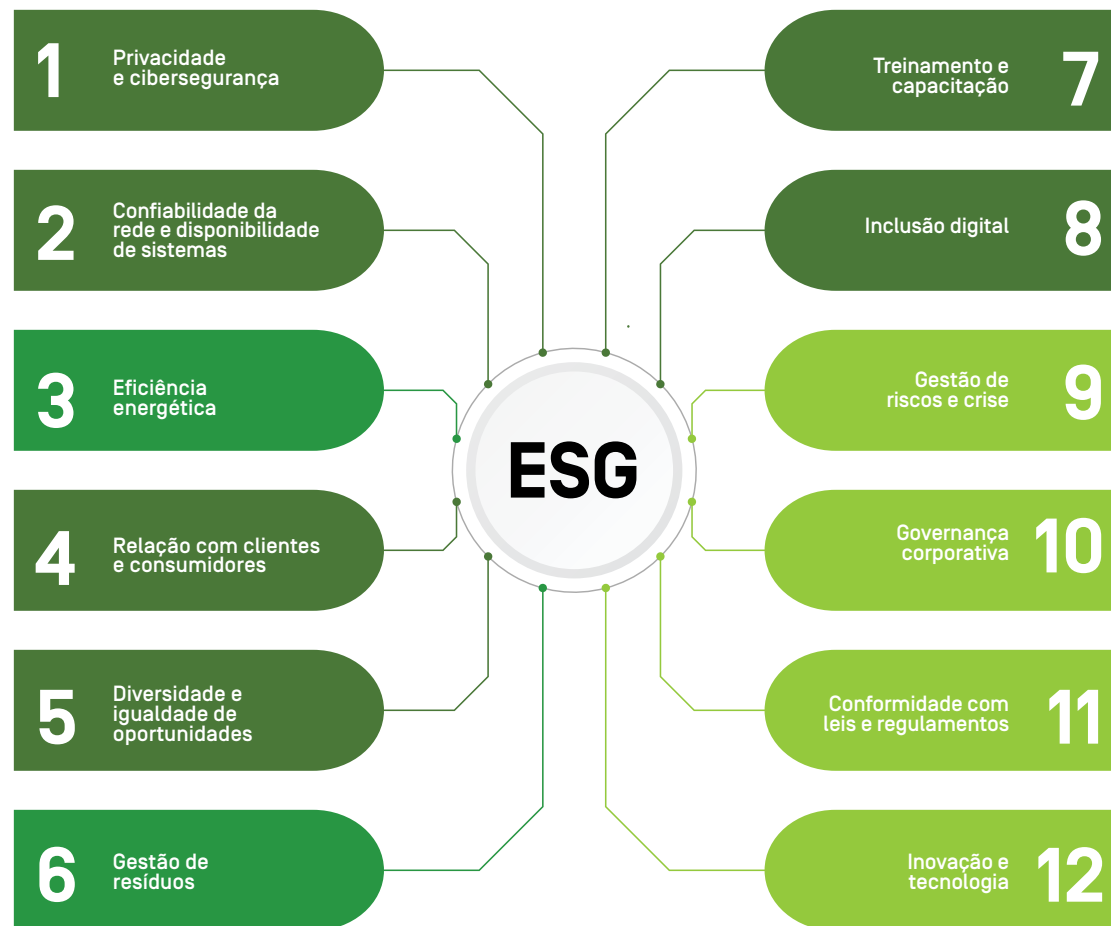 1
Privacidade
e cibersegurança
2
Confiabilidade da
rede e disponibilidade
de sistemas
3
Eficiência
energética
4
Relação com clientes
e consumidores
5
Diversidade e
igualdade de
oportunidades
6
Gestão de
resíduos
ESG
Treinamento e
capacitação
7
Inclusão digital
8
Gestão de
riscos e crise
9
Governança
corporativa
10
Conformidade com
leis e regulamentos
11
Inovação e
tecnologia
12